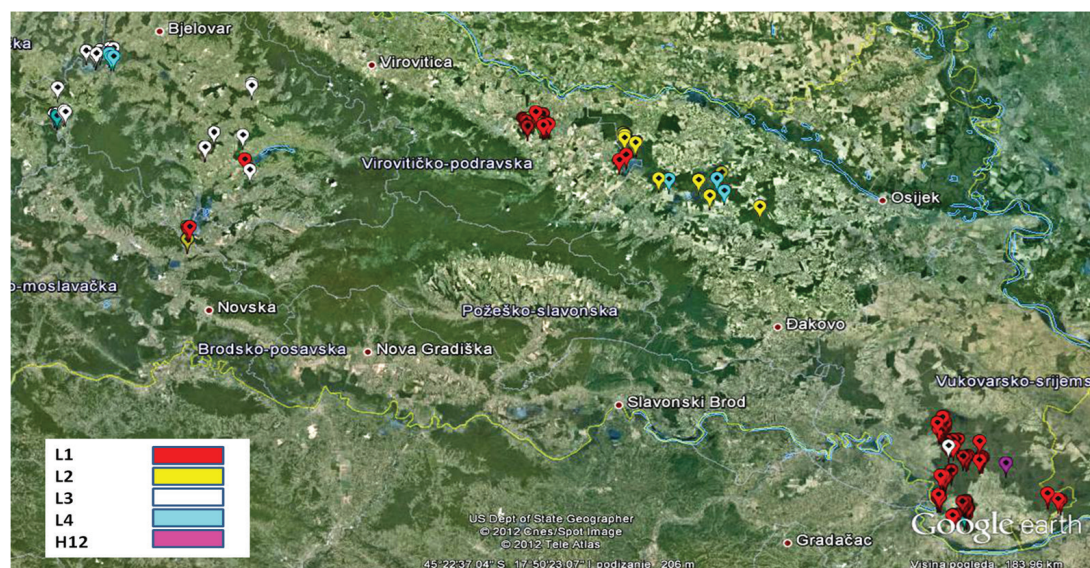 Bjelovar
čka
Virovitica
Virovitičko-podravska
Osijek
o-moslavačka
Novska
Požeško-slavonska
Đakovo
Brodsko-posavska
Nova Gradiška
Vukovarsko-srijems
Slavonski Brod
L1
L2
L3
L4
H12
US Dept of State Geographer
© 2012 Cnes/Spot Image
© 2012 Tele Atlas
Google earth
Gradačac
45°22'37.04" S 17°50'23.07" I podizanje 206 m
Visina pogleda 183.96 km